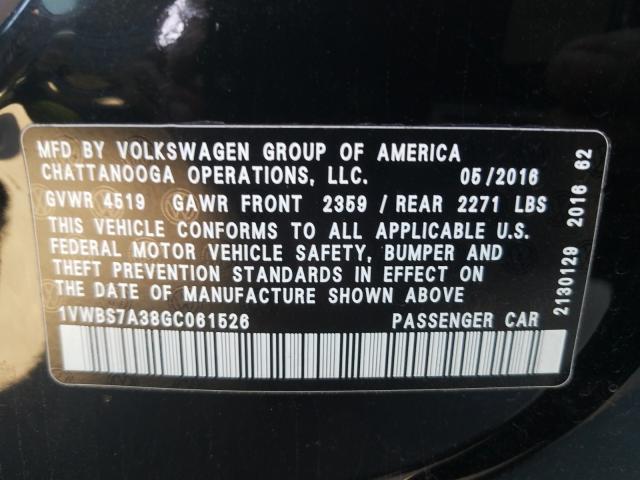 MFD BY VOLKSWAGEN GROUP OF AMERICA
CHATTANOOGA OPERATIONS, LLC. 05/2016
GVWR 4519 GAWR FRONT 2359 / REAR 2271 LBS
THIS VEHICLE CONFORMS TO ALL APPLICABLE U.S.
FEDERAL MOTOR VEHICLE SAFETY, BUMPER AND
THEFT PREVENTION STANDARDS IN EFFECT ON
THE DATE OF MANUFACTURE SHOWN ABOVE
1VWBS7A38GC061526 PASSENGER CAR
2130129 2016 62